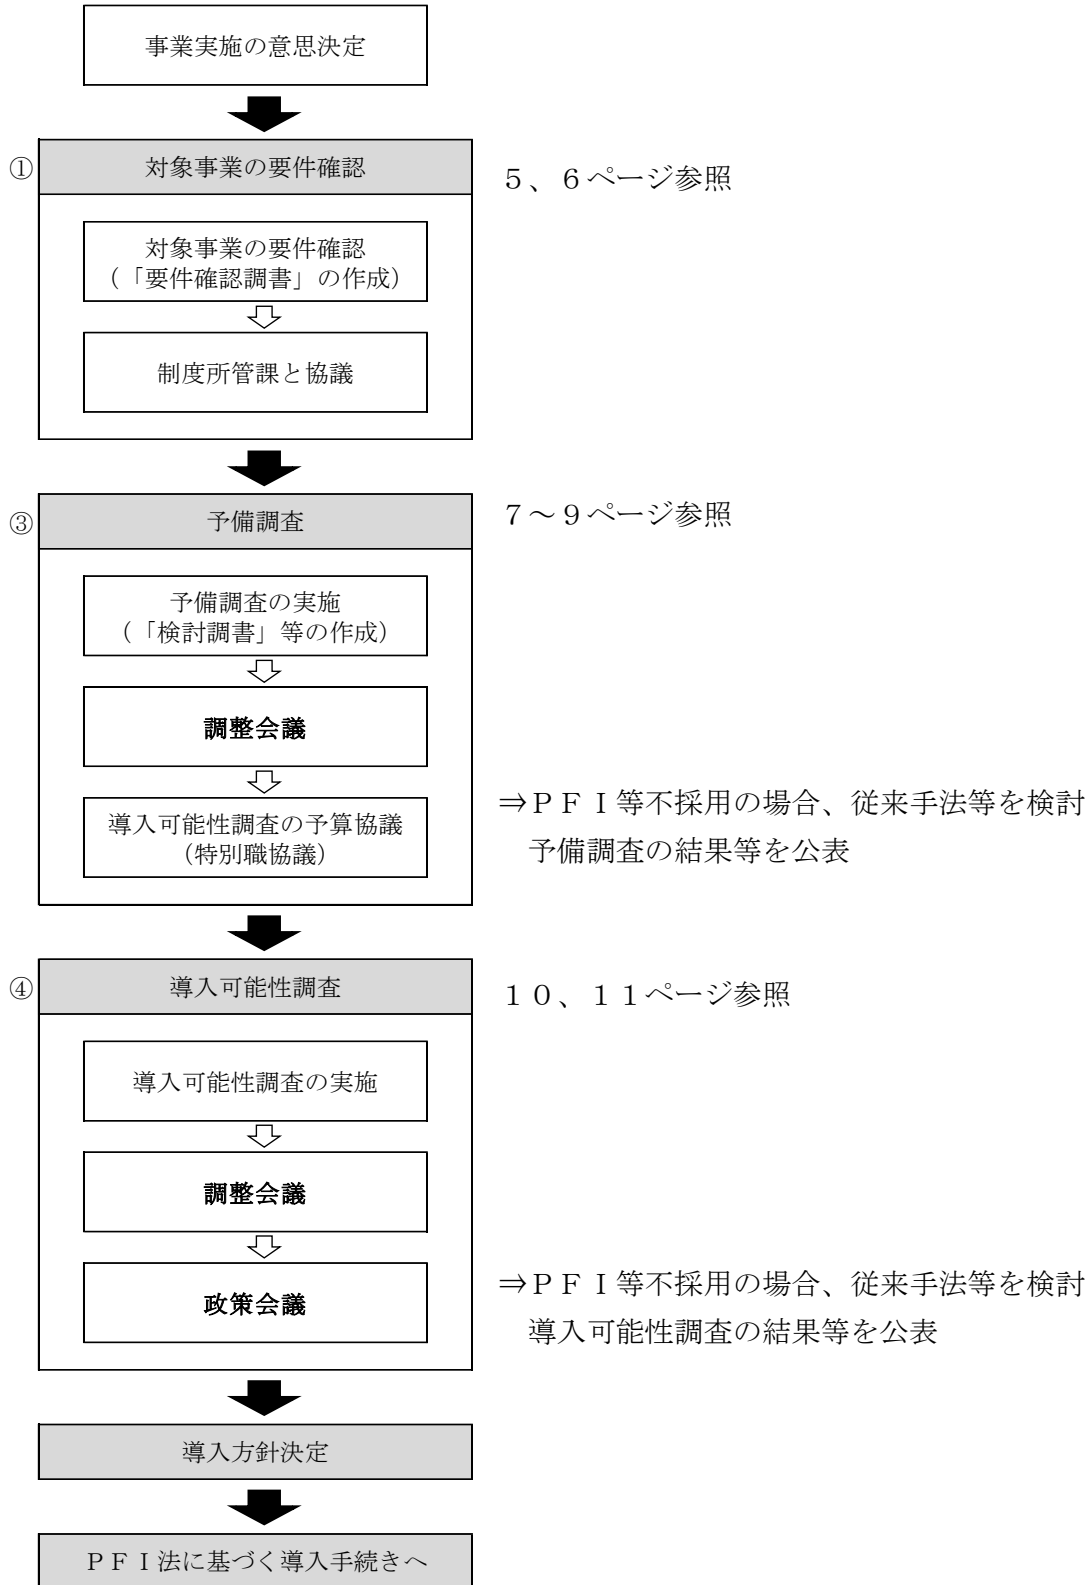 事業実施の意思決定
① 対象事業の要件確認
５、６ページ参照
対象事業の要件確認
（「要件確認調書」の作成）
制度所管課と協議
③ 予備調査
７～９ページ参照
予備調査の実施
（「検討調書」等の作成）
調整会議
導入可能性調査の予算協議
（特別職協議）
⇒ＰＦＩ等不採用の場合、従来手法等を検討
予備調査の結果等を公表
④ 導入可能性調査
１０、１１ページ参照
導入可能性調査の実施
調整会議
政策会議
⇒ＰＦＩ等不採用の場合、従来手法等を検討
導入可能性調査の結果等を公表
導入方針決定
ＰＦＩ法に基づく導入手続きへ